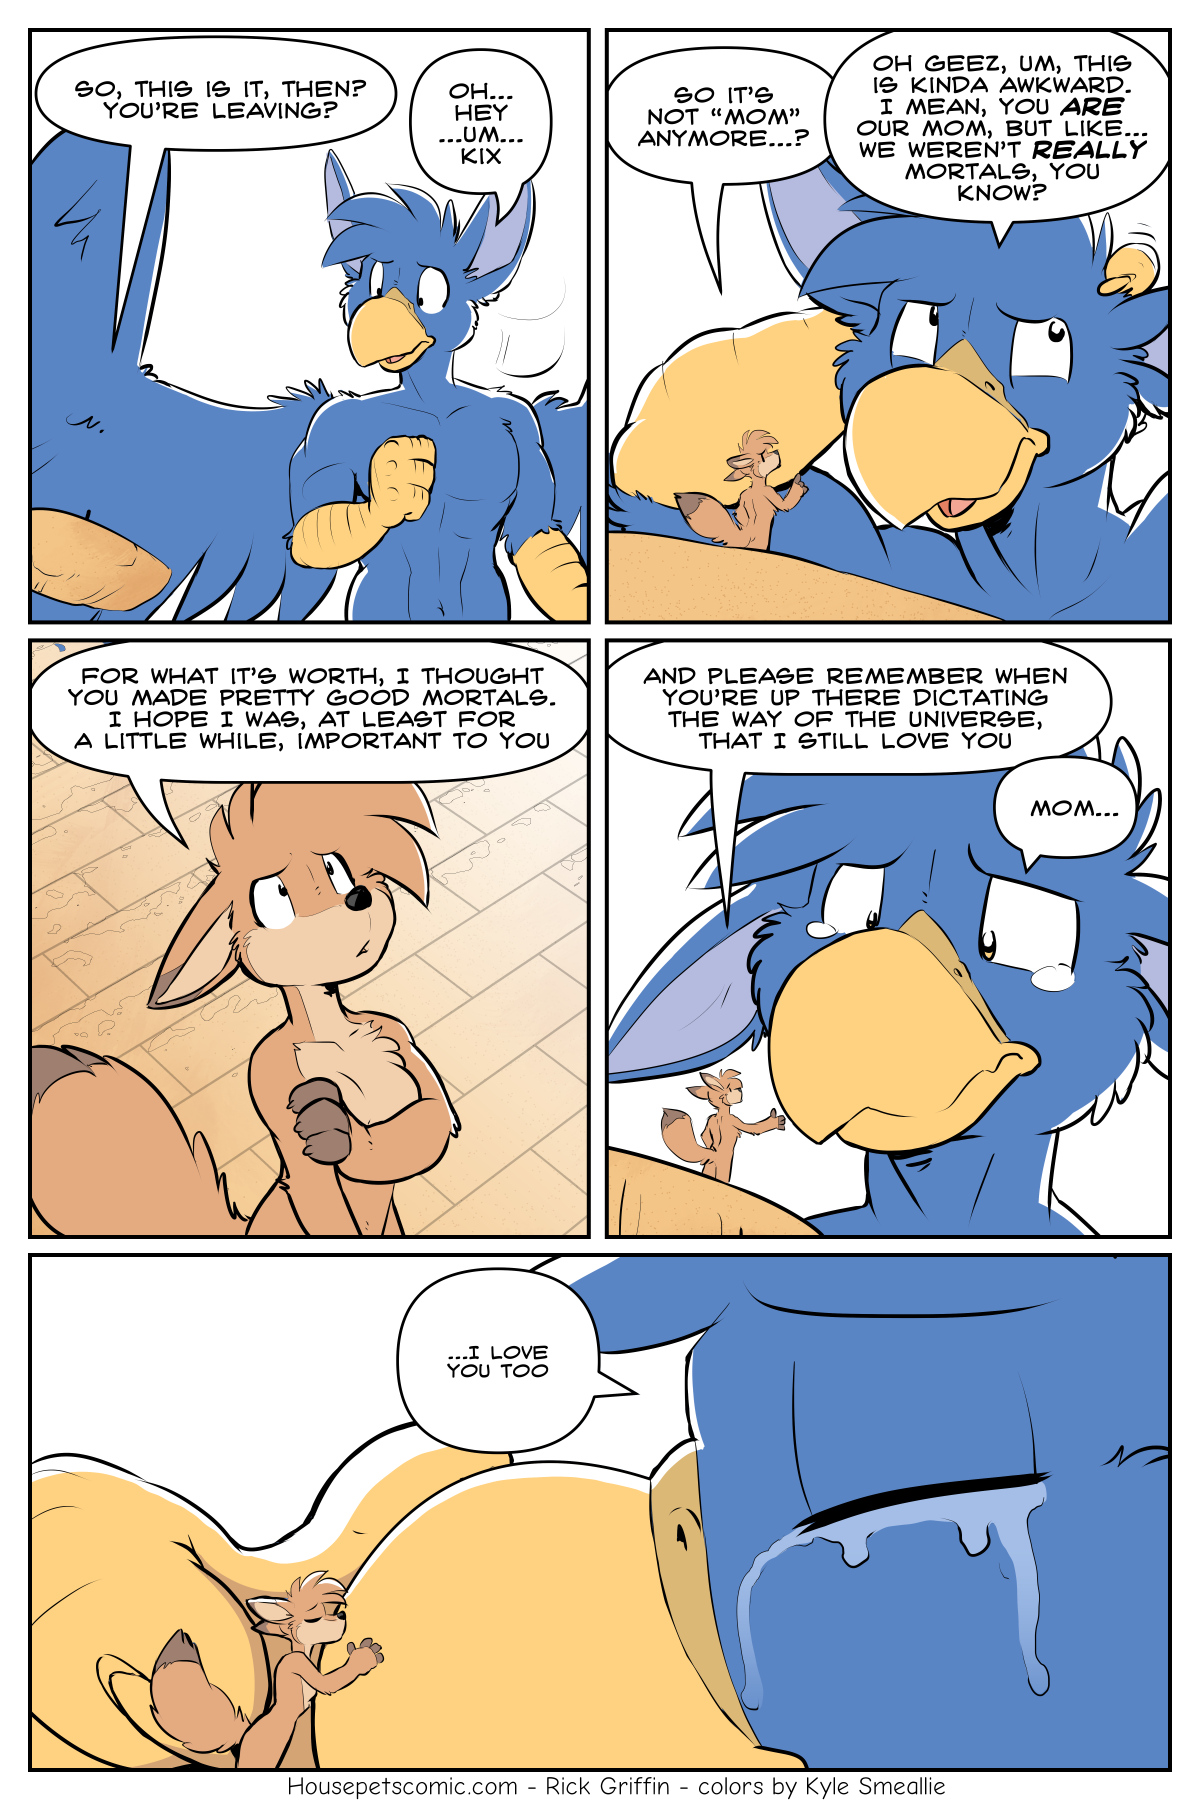 SO, THIS IS IT, THEN?
YOU'RE LEAVING?
OH...
HEY
...UM...
KIX
SO IT'S
NOT "MOM"
ANYMORE...?
OH GEEZ, UM, THIS
IS KINDA AWKWARD.
I MEAN, YOU ARE
OUR MOM, BUT LIKE...
WE WEREN'T REALLY
MORTALS, YOU
KNOW?
FOR WHAT IT'S WORTH, I THOUGHT
YOU MADE PRETTY GOOD MORTALS.
I HOPE I WAS, AT LEAST FOR
A LITTLE WHILE, IMPORTANT TO YOU
AND PLEASE REMEMBER WHEN
YOU'RE UP THERE DICTATING
THE WAY OF THE UNIVERSE,
THAT I STILL LOVE YOU
MOM...
...I LOVE
YOU TOO
Housepetscomic.com - Rick Griffin - colors by Kyle Smeallie